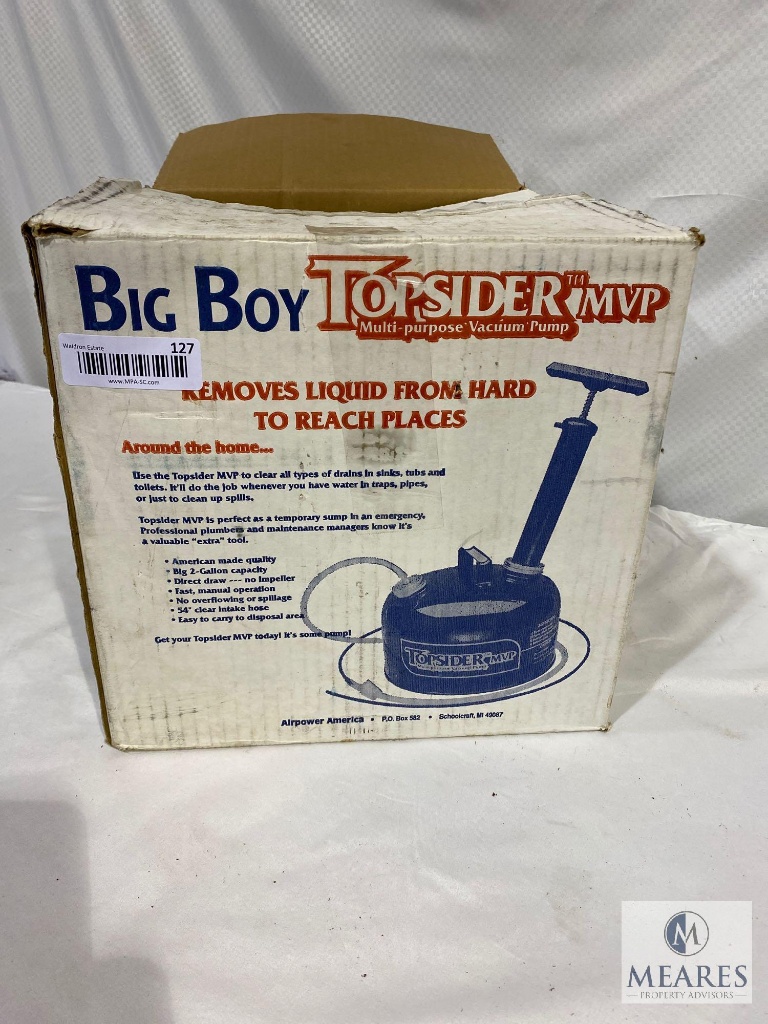 BIG BOY TOPSIDER™ MVP
Multi-purpose Vacuum Pump
Waldron Estate 127
www.MPA-SC.com
REMOVES LIQUID FROM HARD
TO REACH PLACES
Around the home...
Use the Topsider MVP to clear all types of drains in sinks, tubs and
toilets. It'll do the job whenever you have water in traps, pipes,
or just to clean up spills.
Topsider MVP is perfect as a temporary sump in an emergency.
Professional plumbers and maintenance managers know it's
a valuable "extra" tool.
• American made quality
• Big 2-Gallon capacity
• Direct draw --- no impeller
• Fast, manual operation
• No overflowing or spillage
• 54" clear intake hose
• Easy to carry to disposal area
Get your Topsider MVP today! It's some pump!
TOPSIDER MVP
Airpower America • P.O. Box 582 • Schoolcraft, MI 49087
M
MEARES
PROPERTY ADVISORS